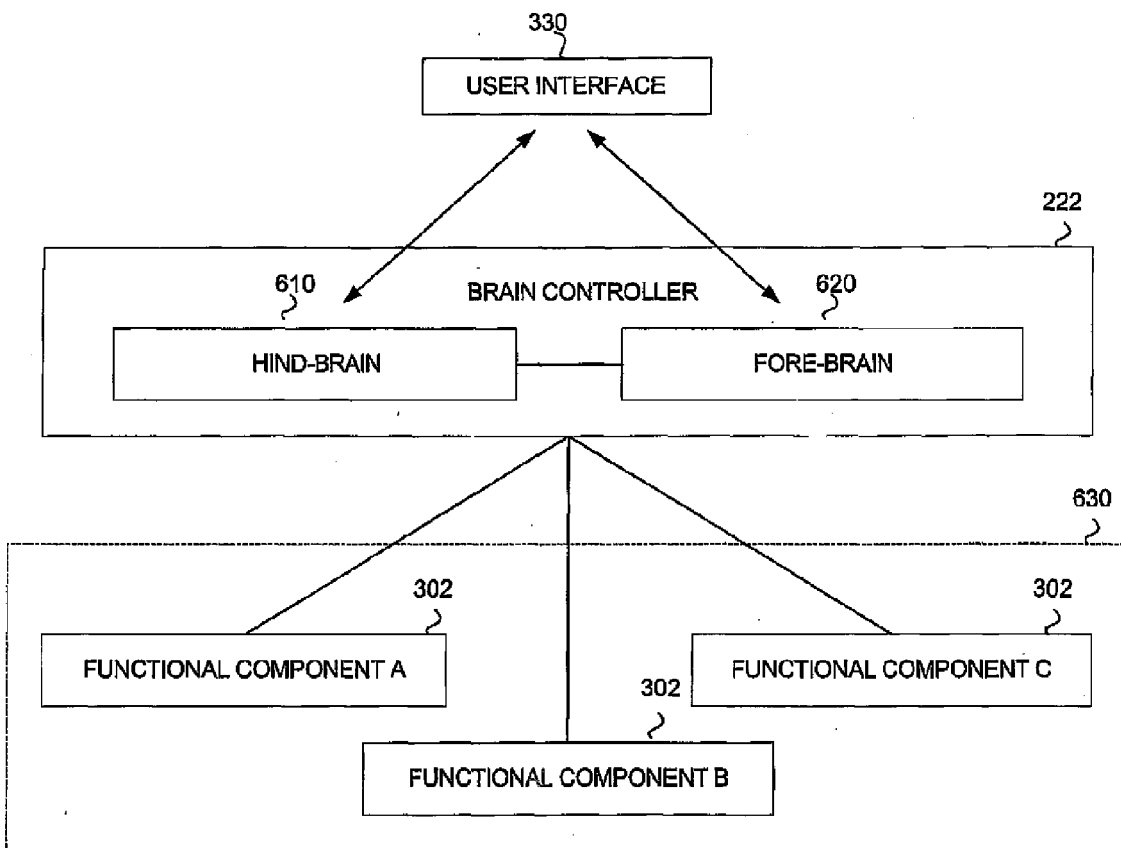 330
USER INTERFACE
222
610
BRAIN CONTROLLER
620
HIND-BRAIN
FORE-BRAIN
630
302
FUNCTIONAL COMPONENT A
302
FUNCTIONAL COMPONENT C
302
FUNCTIONAL COMPONENT B